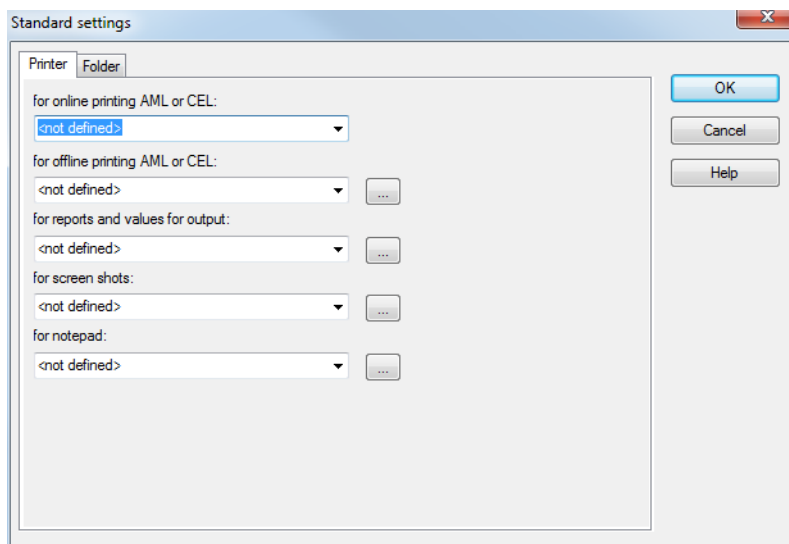 Standard settings
Printer
Folder
for online printing AML or CEL:
<not defined>
for offline printing AML or CEL:
<not defined>
...
for reports and values for output:
<not defined>
...
for screen shots:
<not defined>
...
for notepad:
<not defined>
...
OK
Cancel
Help